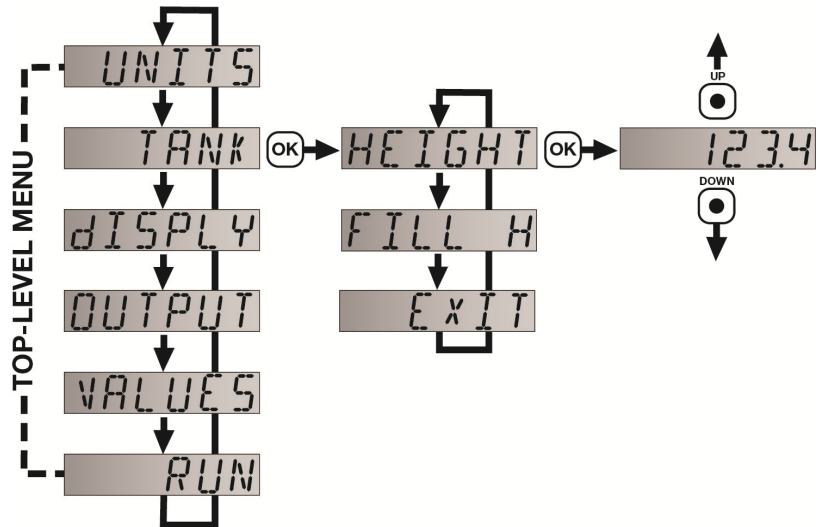 TOP-LEVEL MENU
UNITS
TANK
dISPLY
OUTPUT
VALUES
RUN
OK
HEIGHT
FILL H
ExIT
OK
UP
123.4
DOWN